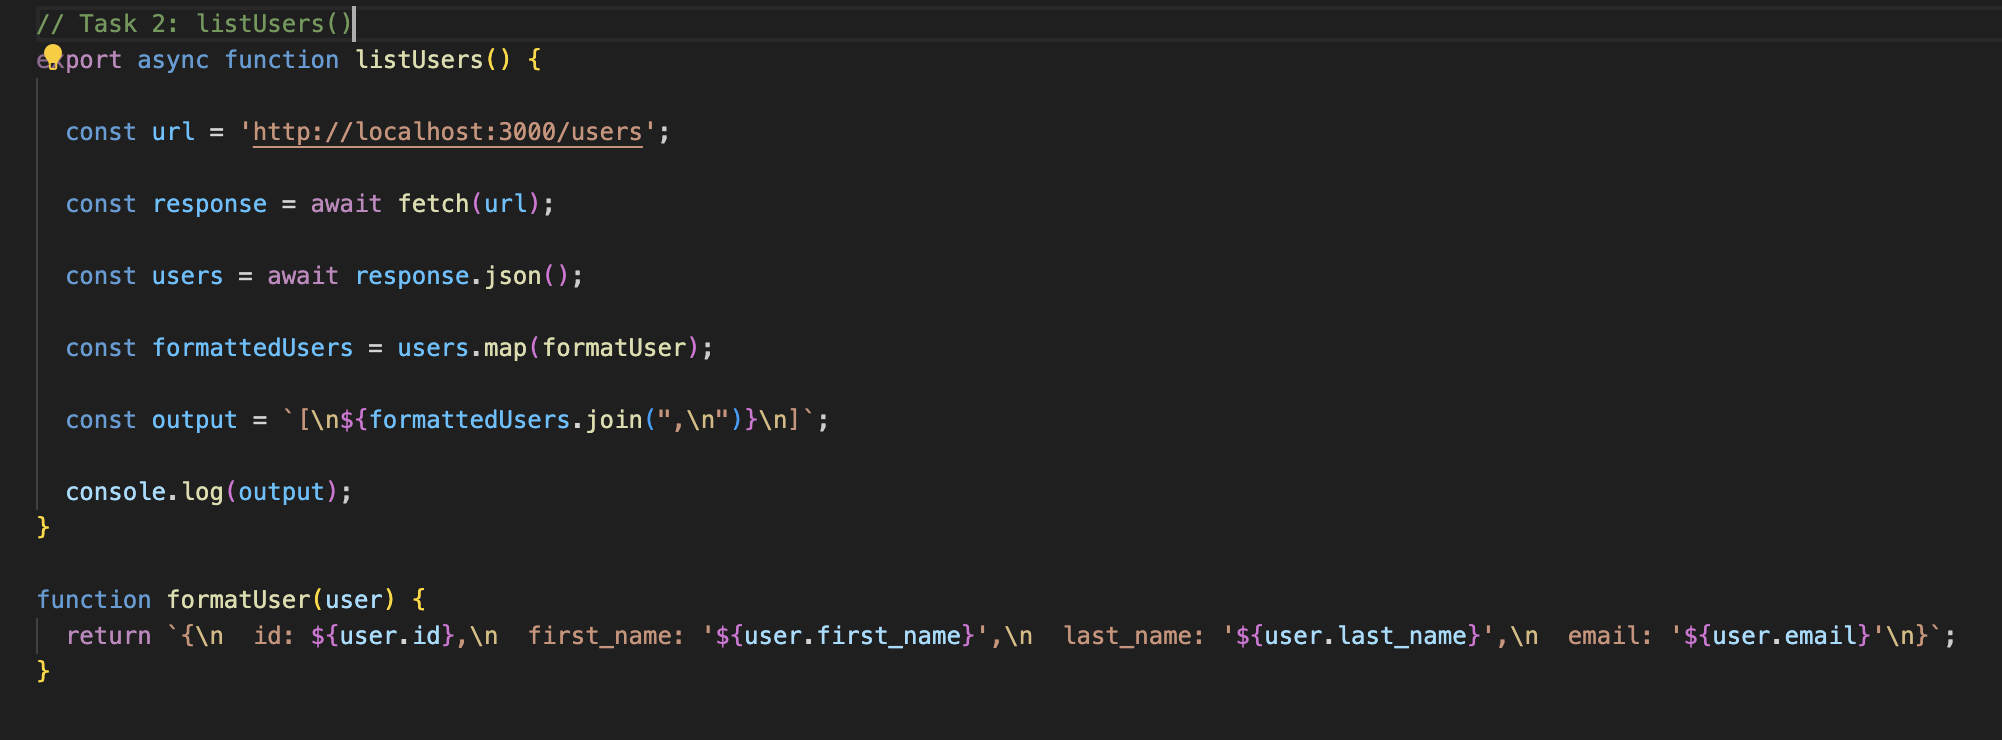 // Task 2: listUsers()
export async function listUsers() {
const url = 'http://localhost:3000/users';
const response = await fetch(url);
const users = await response.json();
const formattedUsers = users.map(formatUser);
const output = `[\n${formattedUsers.join(",\n")}\n]`;
console.log(output);
}
function formatUser(user) {
return `{\n  id: ${user.id},\n  first_name: '${user.first_name}',\n  last_name: '${user.last_name}',\n  email: '${user.email}'\n}`;
}